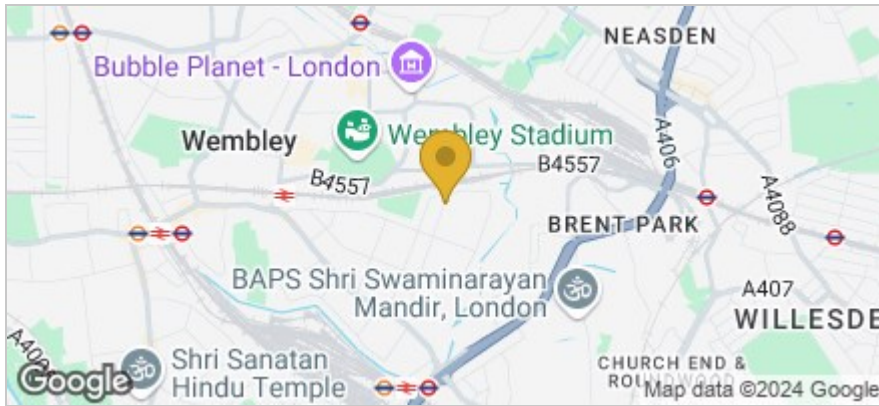 NEASDEN
Bubble Planet - London
Wembley Stadium
Wembley
A406
B4557
B4557
A4088
BRENT PARK
BAPS Shri Swaminarayan
Mandir, London
A407
WILLESDE
Shri Sanatan
Hindu Temple
CHURCH END &
Google
Map data ©2024 Google